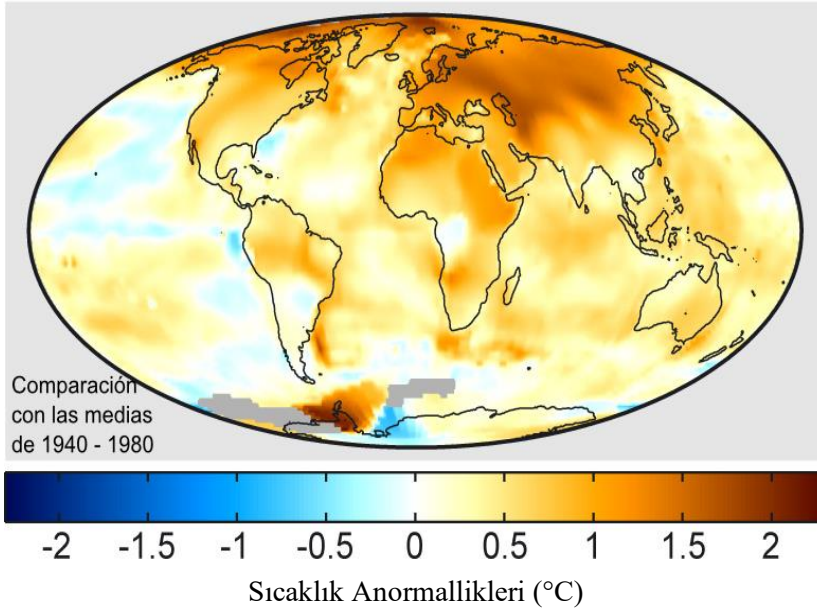 Comparación
con las medias
de 1940 - 1980
-2 -1.5 -1 -0.5 0 0.5 1 1.5 2
Sıcaklık Anormallikleri (°C)